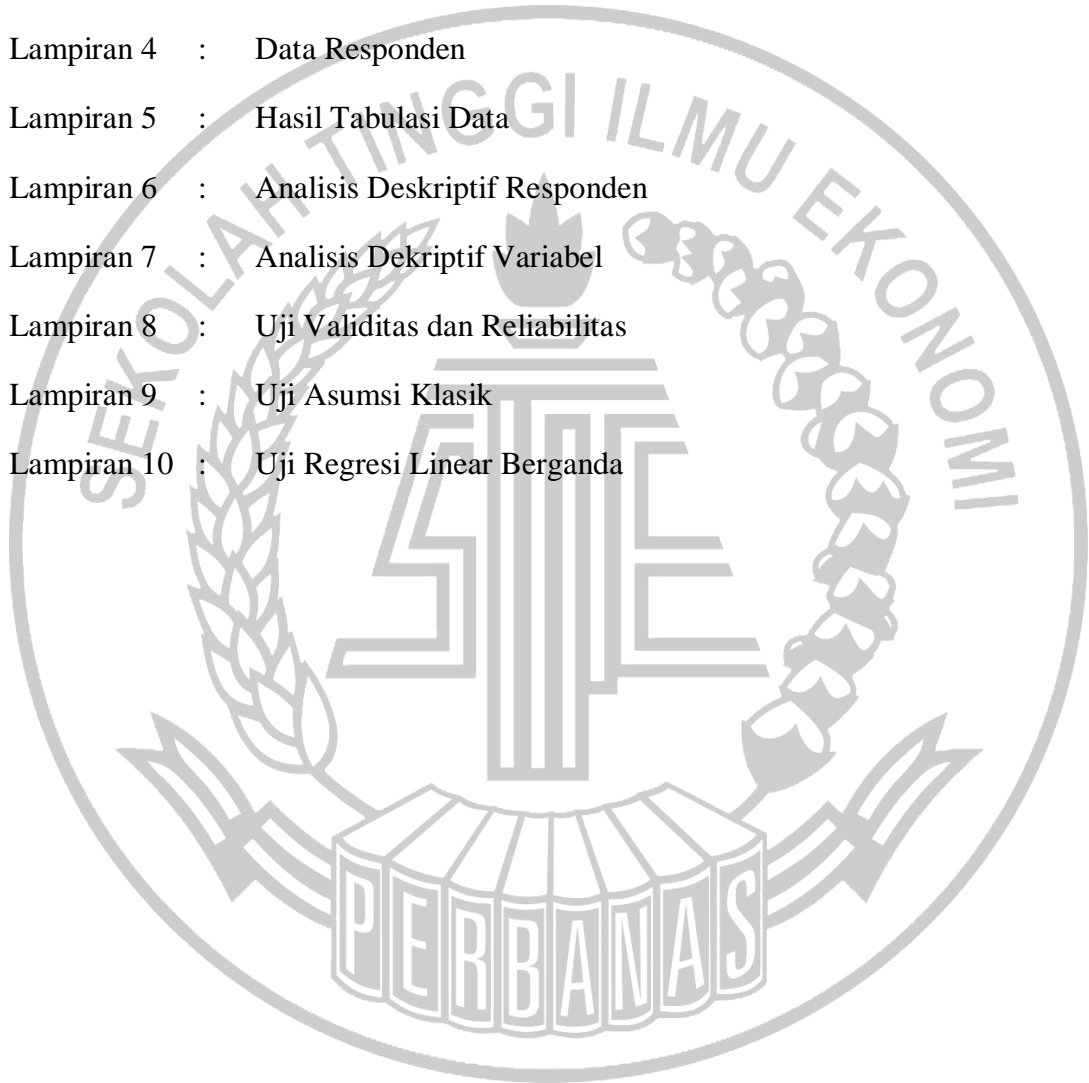 Lampiran 4 : Data Responden
Lampiran 5 : Hasil Tabulasi Data
Lampiran 6 : Analisis Deskriptif Responden
Lampiran 7 : Analisis Dekriptif Variabel
Lampiran 8 : Uji Validitas dan Reliabilitas
Lampiran 9 : Uji Asumsi Klasik
Lampiran 10 : Uji Regresi Linear Berganda
SEKOLAH TINGGI ILMU EKONOMI
STIE
PERBANAS